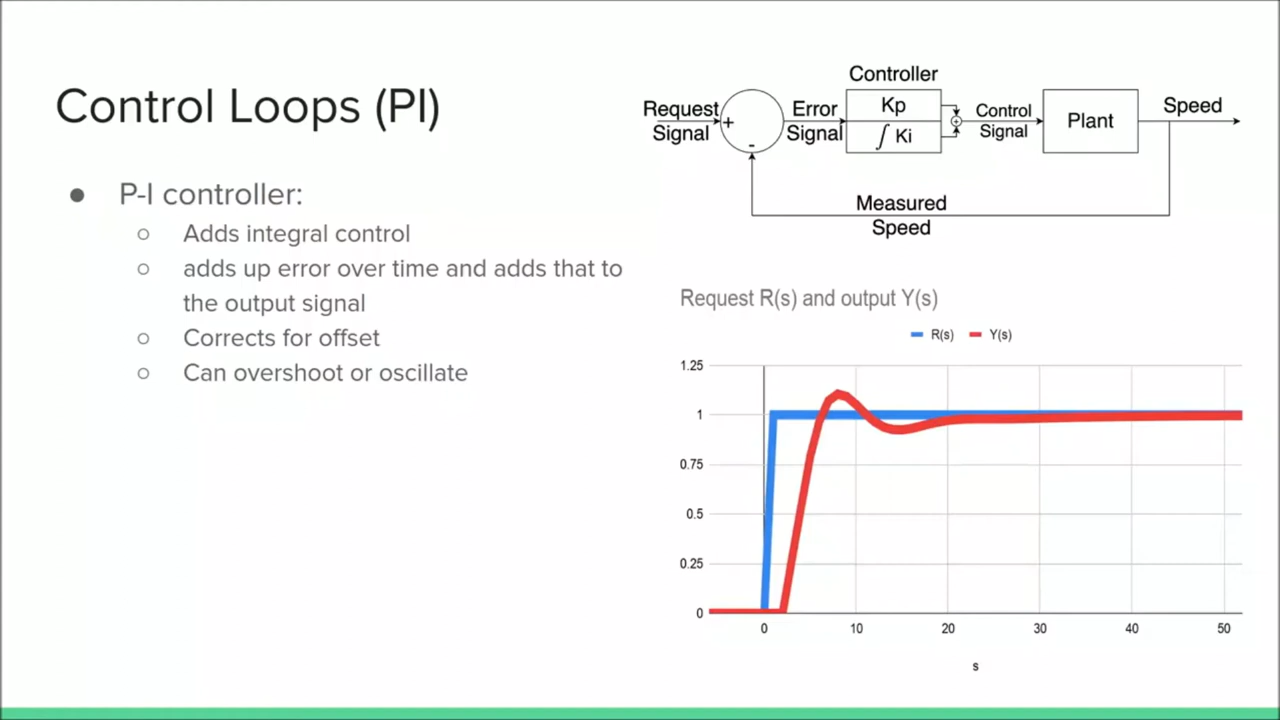 Control Loops (PI)
● P-I controller:
○ Adds integral control
○ adds up error over time and adds that to
the output signal
○ Corrects for offset
○ Can overshoot or oscillate
Controller
Request
Signal
+
-
Error
Signal
Kp
∫ Ki
+
Control
Signal
Plant
Speed
Measured
Speed
Request R(s) and output Y(s)
R(s) Y(s)
1.25
1
0.75
0.5
0.25
0
0 10 20 30 40 50
s